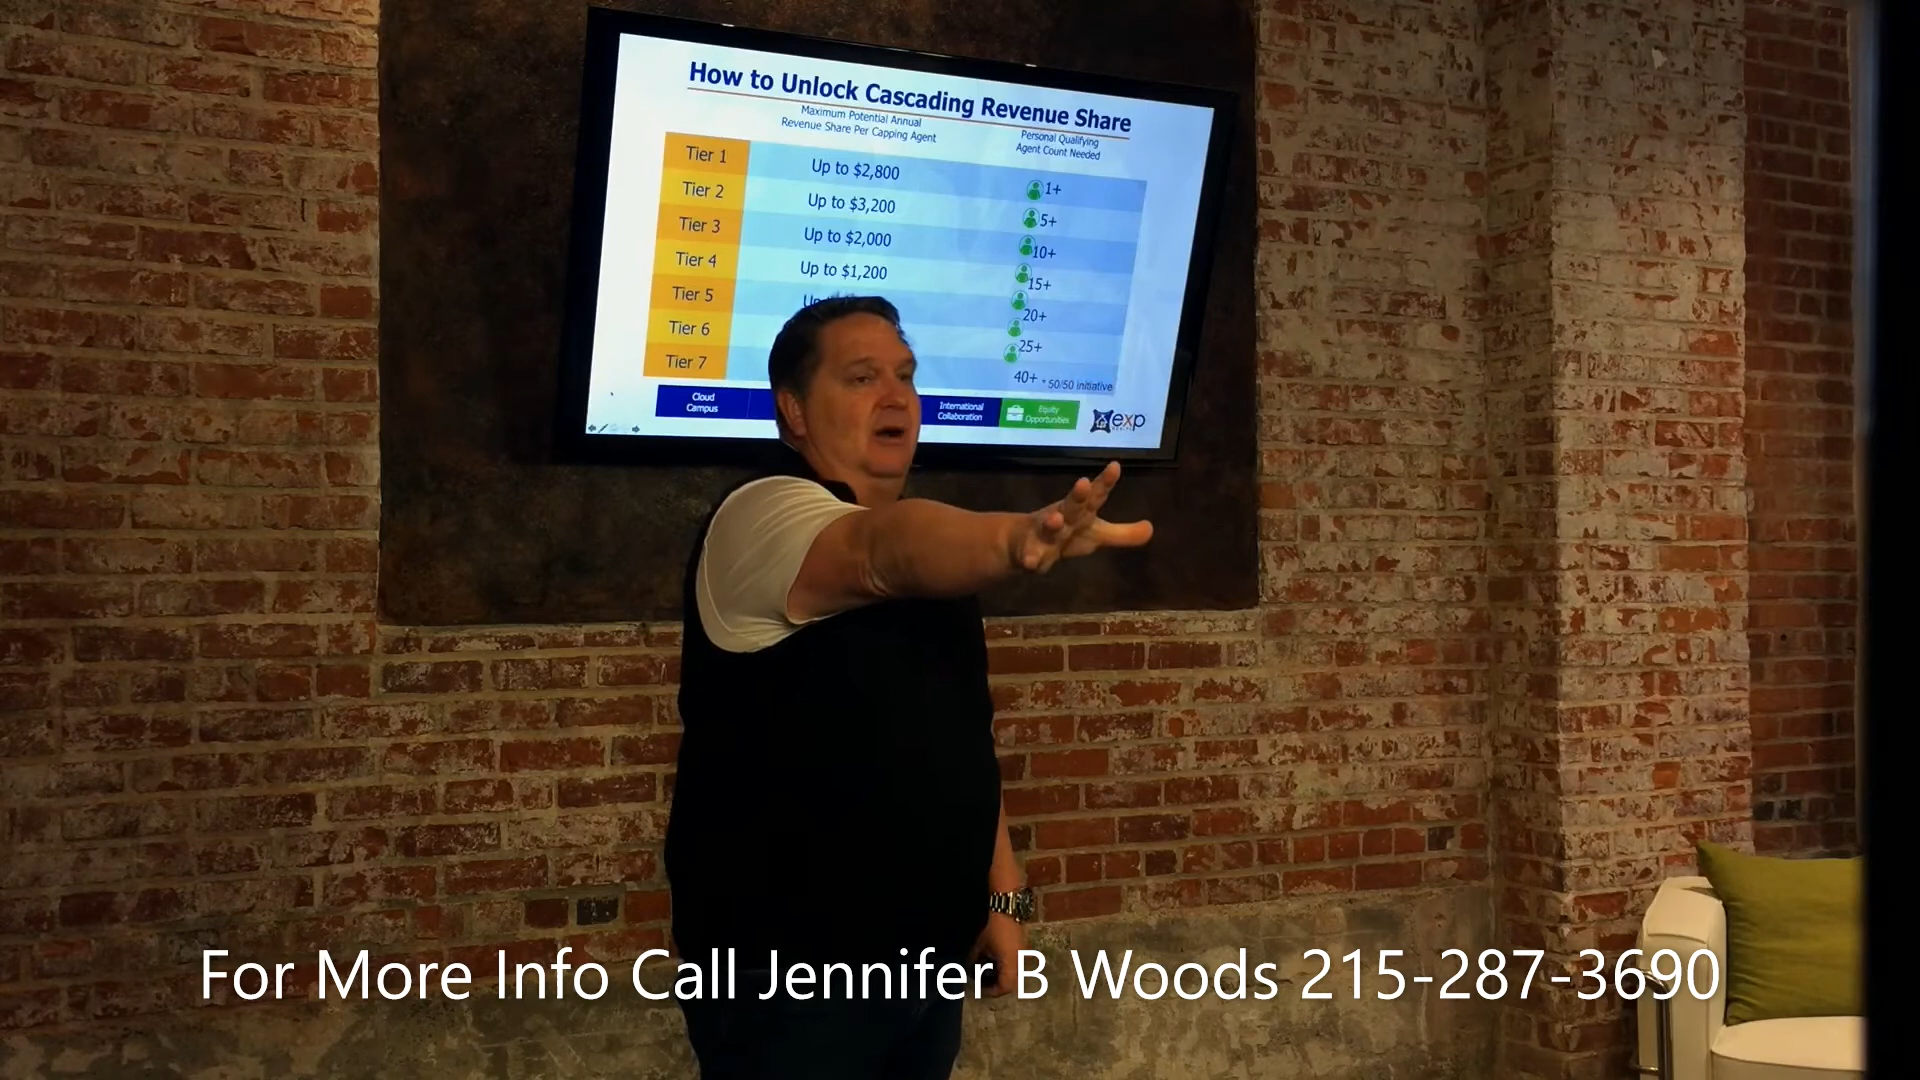 How to Unlock Cascading Revenue Share
Maximum Potential Annual
Revenue Share Per Capping Agent
Personal Qualifying
Agent Count Needed
Tier 1 Up to $2,800 1+
Tier 2 Up to $3,200 5+
Tier 3 Up to $2,000 10+
Tier 4 Up to $1,200 15+
Tier 5 20+
Tier 6 25+
Tier 7 40+ * 50/50 initiative
Cloud
Campus
International
Collaboration
Equity
Opportunities
exp
For More Info Call Jennifer B Woods 215-287-3690